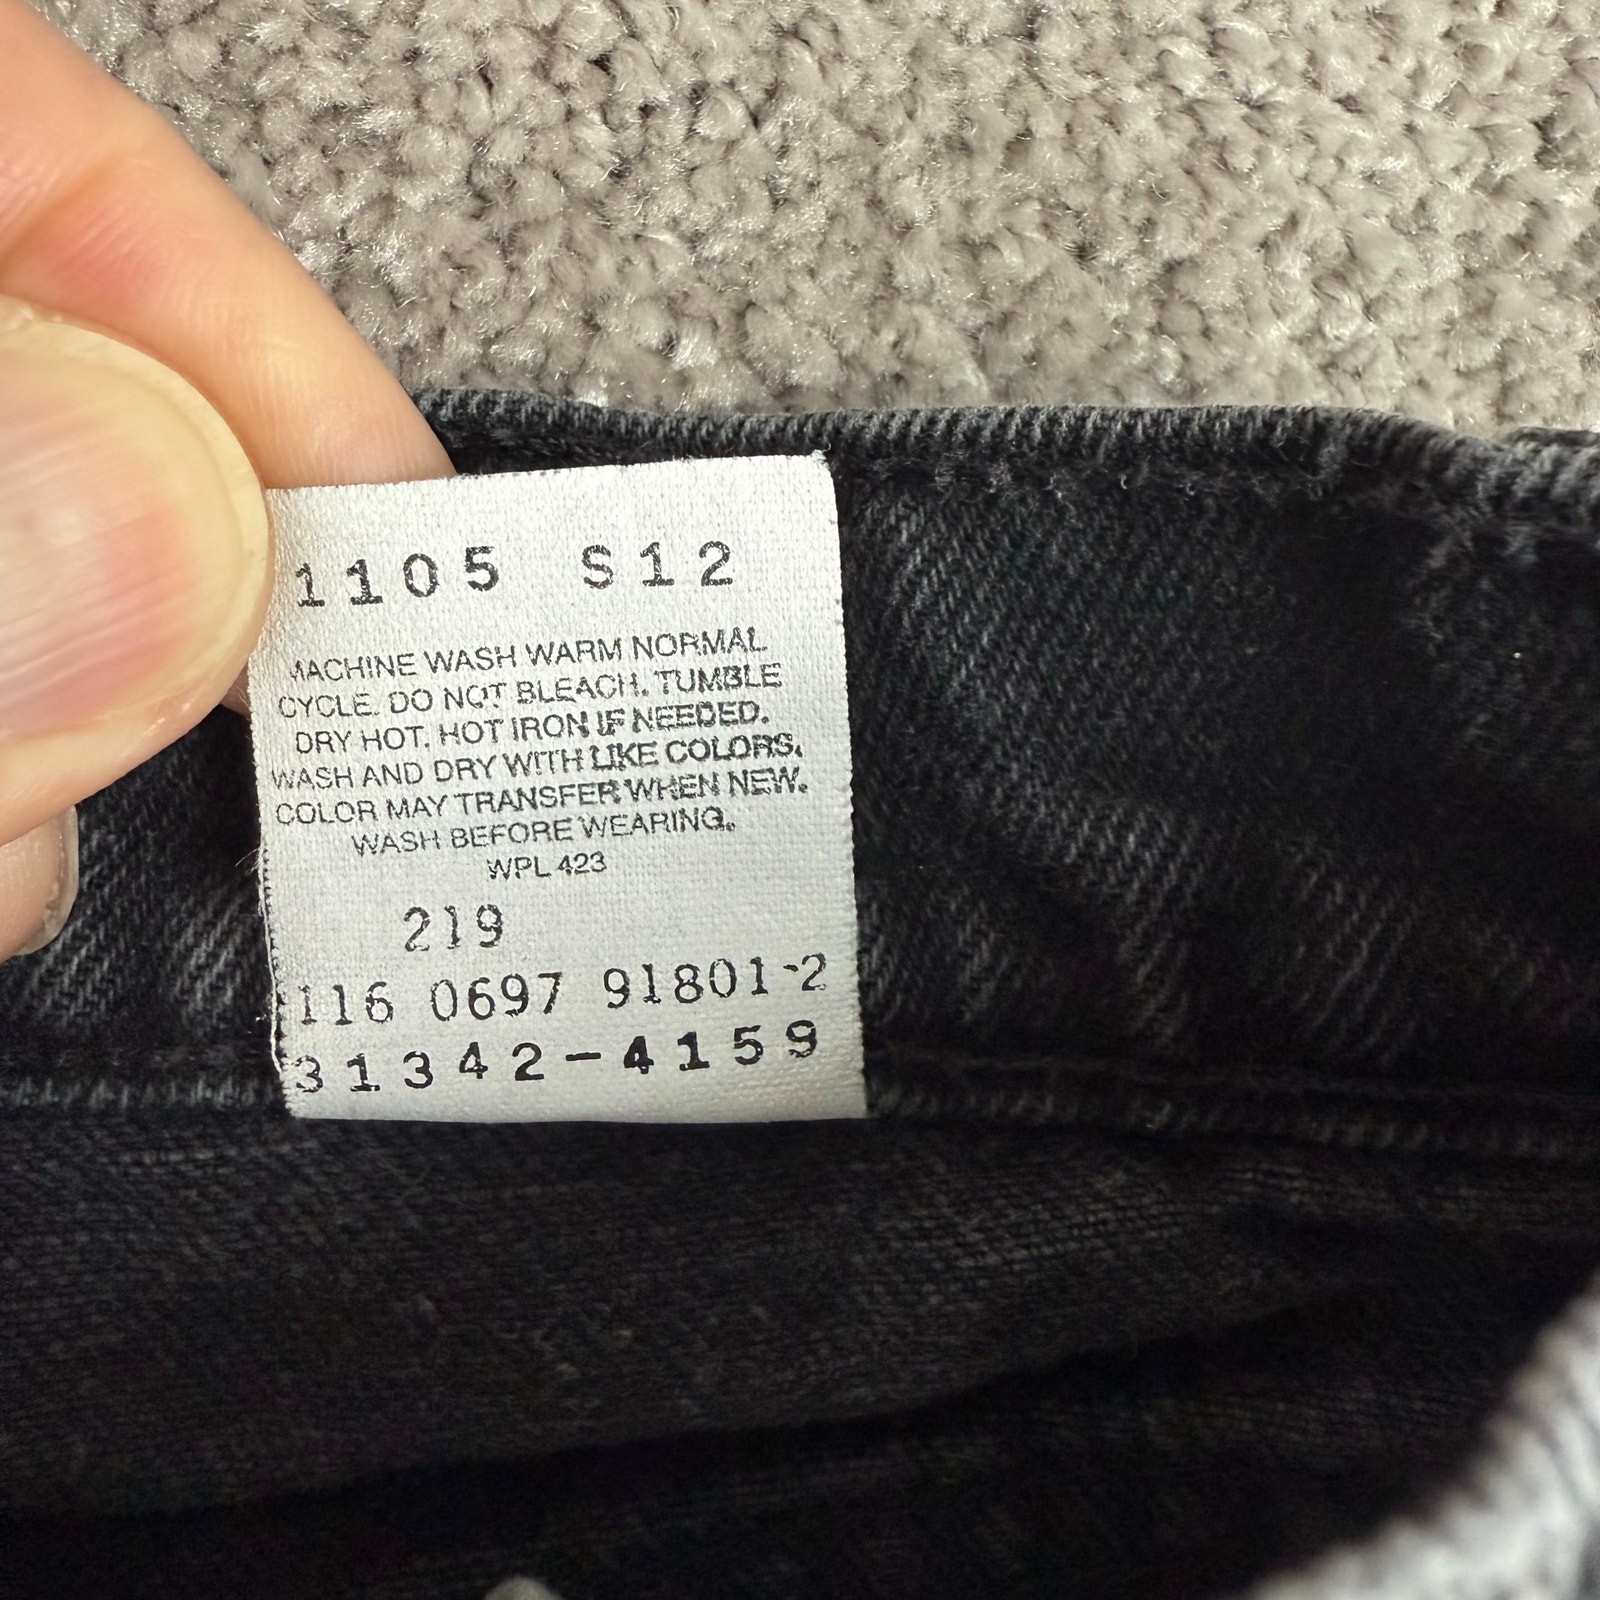 1105 S12
MACHINE WASH WARM NORMAL
CYCLE. DO NOT BLEACH. TUMBLE
DRY HOT. HOT IRON IF NEEDED.
WASH AND DRY WITH LIKE COLORS.
COLOR MAY TRANSFER WHEN NEW.
WASH BEFORE WEARING.
WPL 423
219
116 0697 91801-2
31342-4159